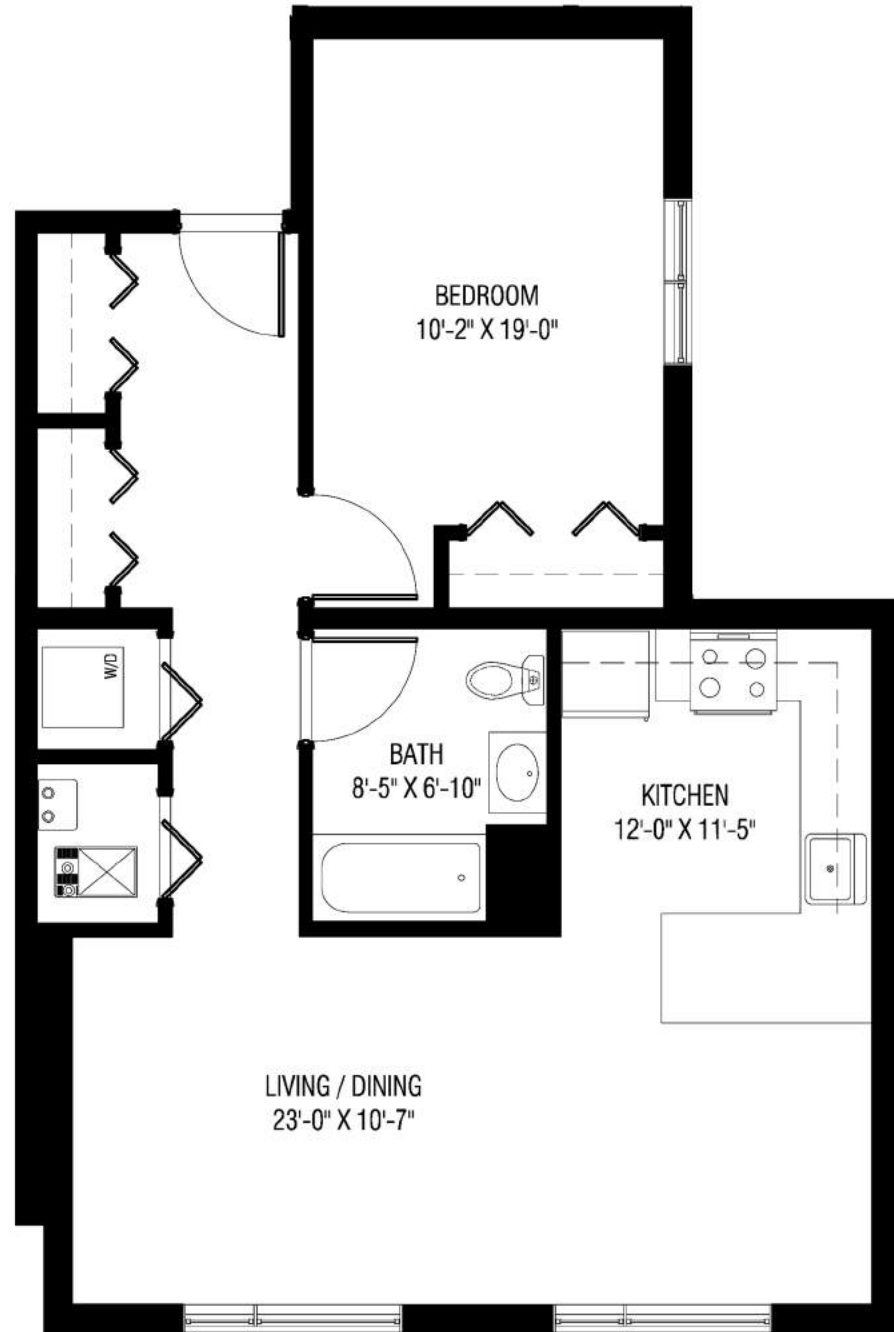 BEDROOM
10'-2" X 19'-0"
W/D
BATH
8'-5" X 6'-10"
KITCHEN
12'-0" X 11'-5"
LIVING / DINING
23'-0" X 10'-7"